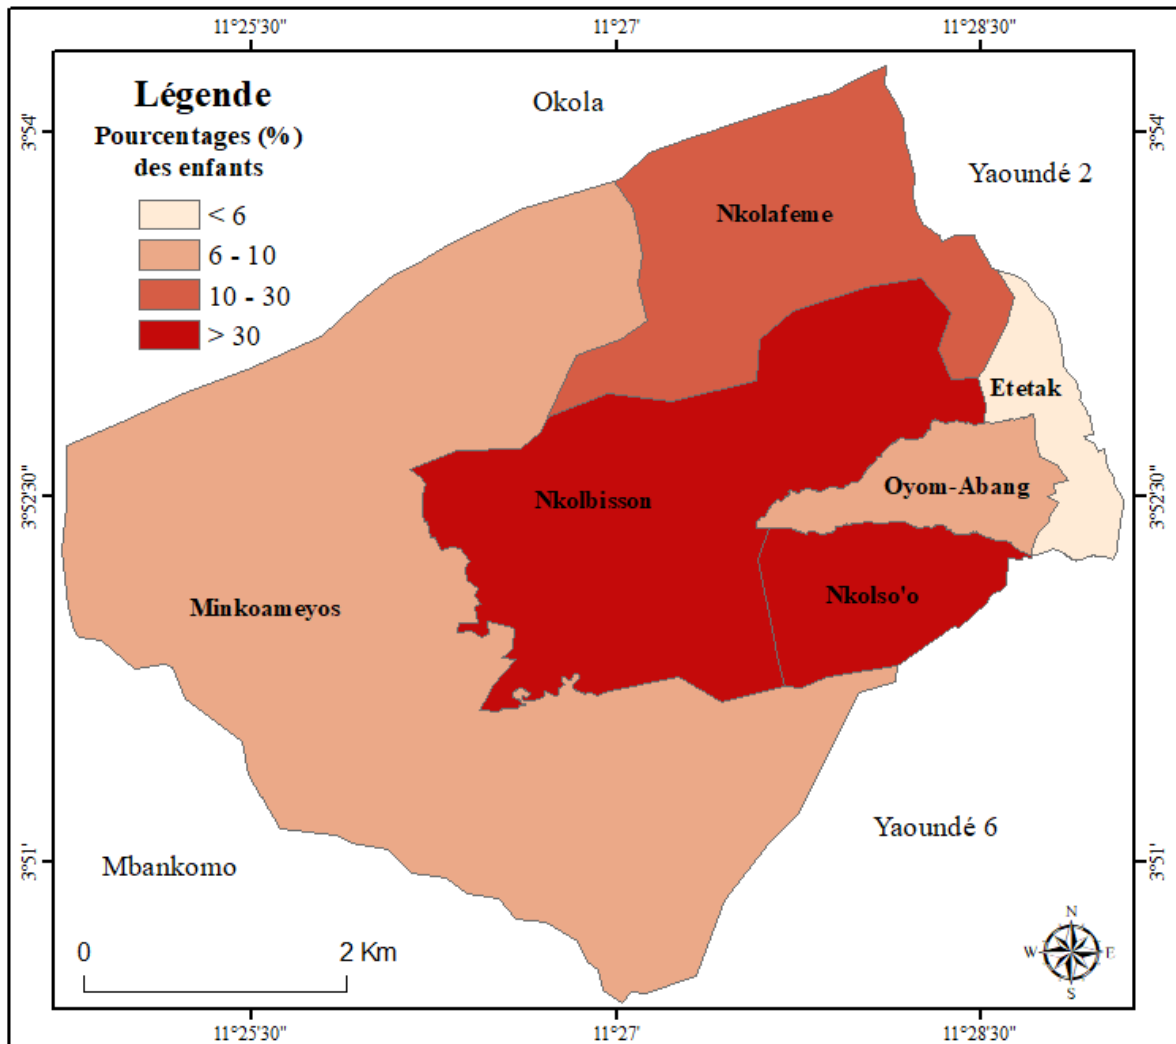 11°25'30"
11°27'
11°28'30"
Légende
Pourcentages (%)
des enfants
< 6
6 - 10
10 - 30
> 30
Okola
Yaoundé 2
3°54'
3°54'
Nkolafeme
Etetak
Oyom-Abang
Nkolbisson
3°52'30"
3°52'30"
Nkolso'o
Minkoameyos
Yaoundé 6
Mbankomo
3°51'
3°51'
0
2 Km
N
W
E
S
11°25'30"
11°27'
11°28'30"